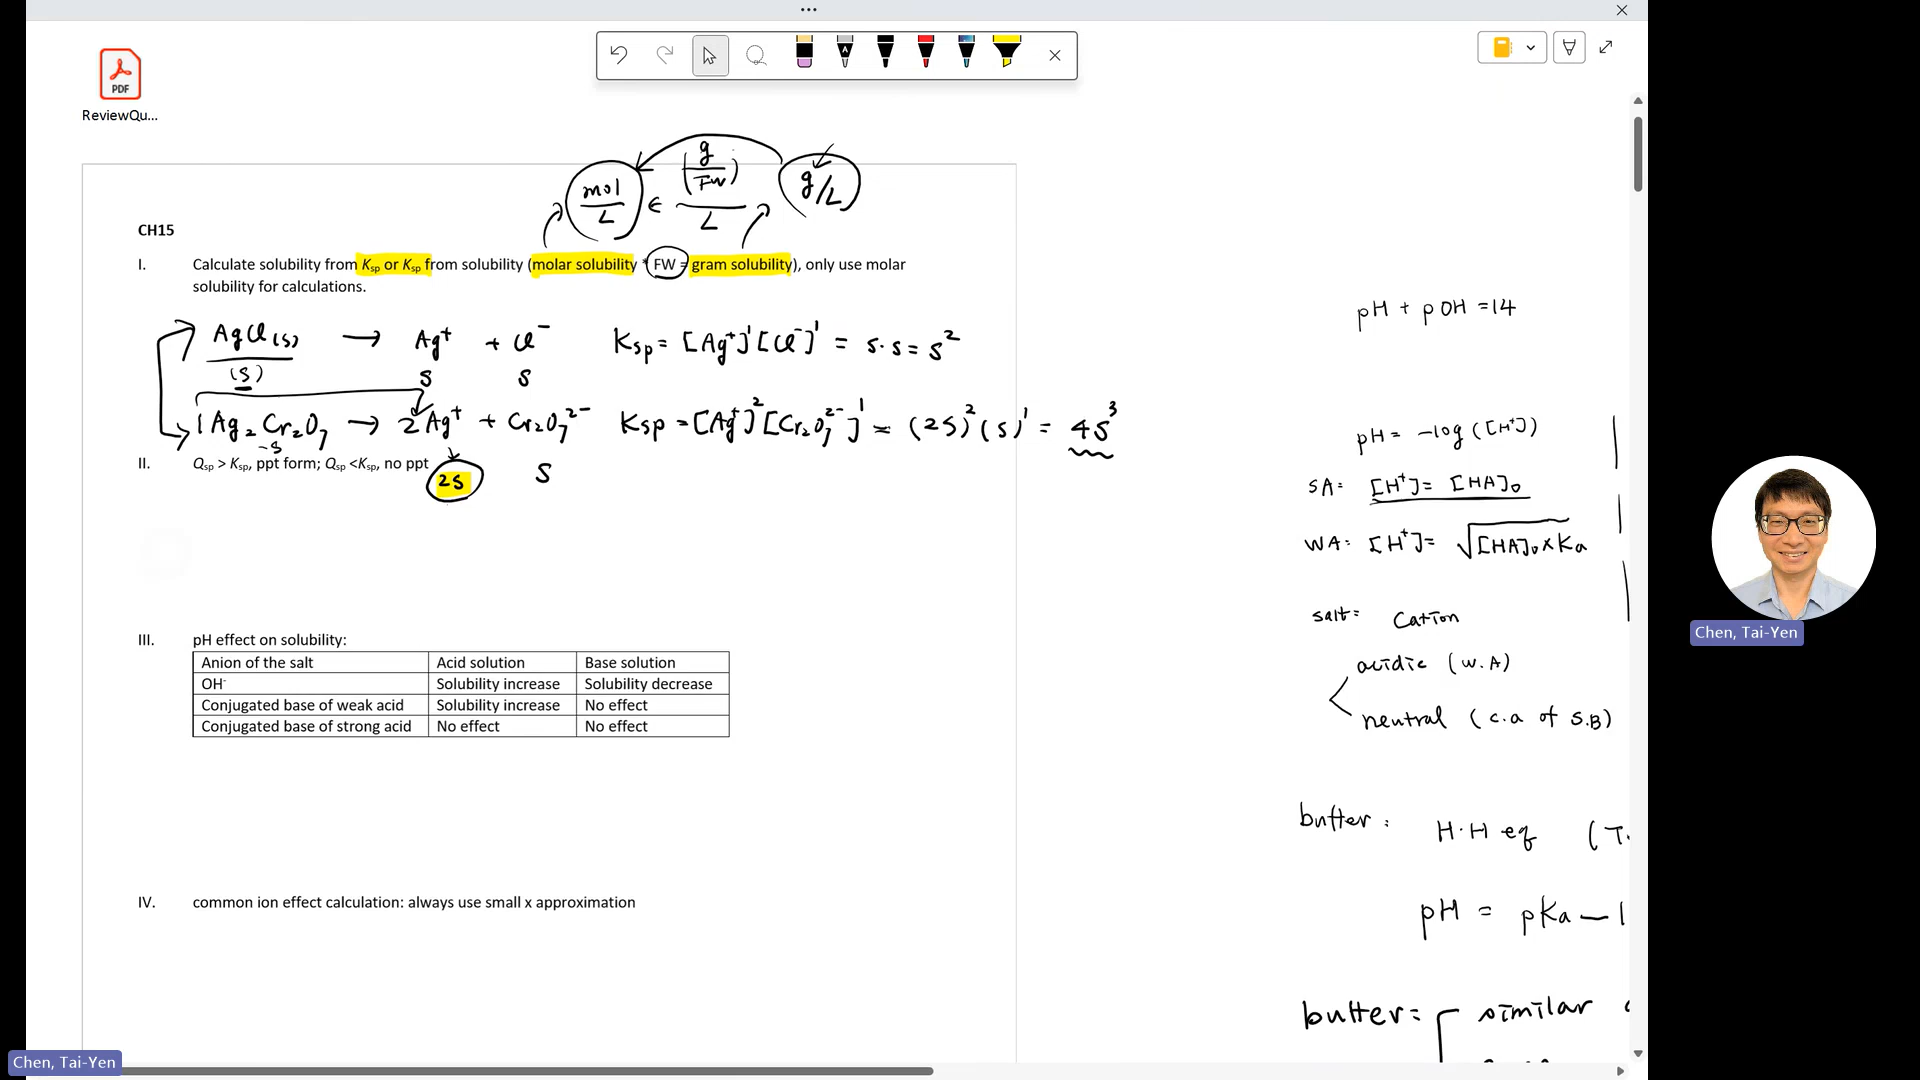 ...
PDF
ReviewQu...
mol/L ∈ (g/FW)/L g/L
CH15
I. Calculate solubility from Ksp or Ksp from solubility (molar solubility * FW = gram solubility), only use molar
solubility for calculations.
AgCl(s) → Ag⁺ + Cl⁻ Ksp = [Ag⁺]¹[Cl⁻]¹ = s·s = s²
(s) s s
1Ag₂Cr₂O₇ → 2Ag⁺ + Cr₂O₇²⁻ Ksp = [Ag⁺]²[Cr₂O₇²⁻]¹ = (2s)²(s)¹ = 4s³
-s
II. Qsp > Ksp, ppt form; Qsp <Ksp, no ppt
2s s
III. pH effect on solubility:
Anion of the salt Acid solution Base solution
OH⁻ Solubility increase Solubility decrease
Conjugated base of weak acid Solubility increase No effect
Conjugated base of strong acid No effect No effect
IV. common ion effect calculation: always use small x approximation
pH + pOH = 14
pH = -log([H⁺])
SA: [H⁺] = [HA]₀
WA: [H⁺] = √[HA]₀×Ka
salt: Cation
acidic (W.A)
neutral (c.a of S.B)
buffer: H·H eq (T.
pH = pKa –
buffer: similar
Chen, Tai-Yen
Chen, Tai-Yen